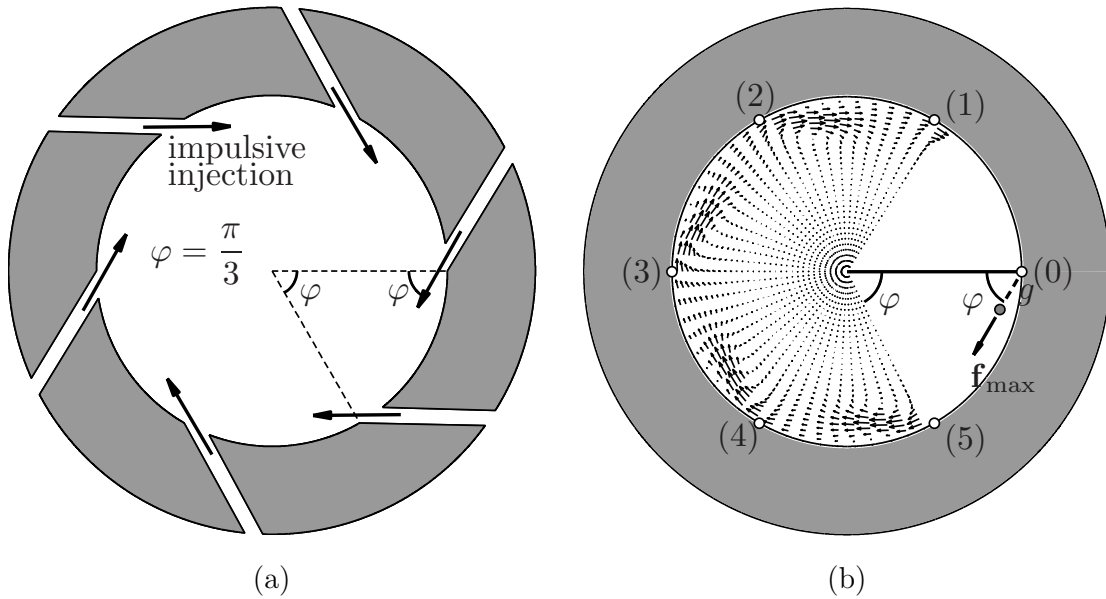 impulsive
injection
φ = π/3
φ
φ
(a)
(2)
(1)
(3)
(0)
φ
φ
g
f_max
(4)
(5)
(b)